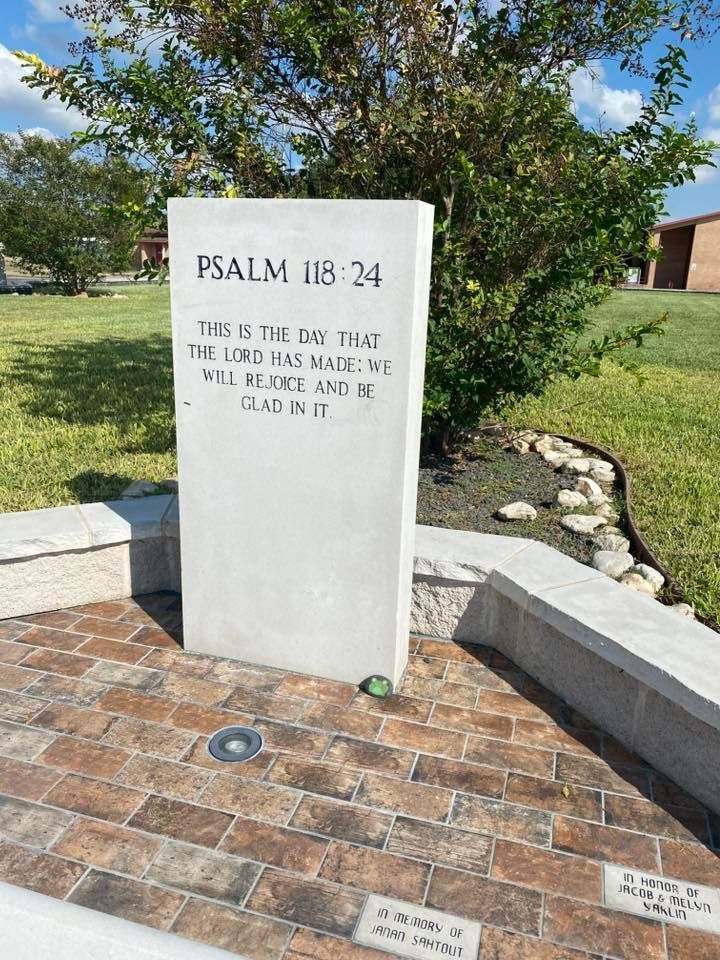 PSALM 118:24
THIS IS THE DAY THAT
THE LORD HAS MADE; WE
WILL REJOICE AND BE
GLAD IN IT.
IN HONOR OF
JACOB & MELYN
YAKLIN
IN MEMORY OF
JANAN SAHTOUT